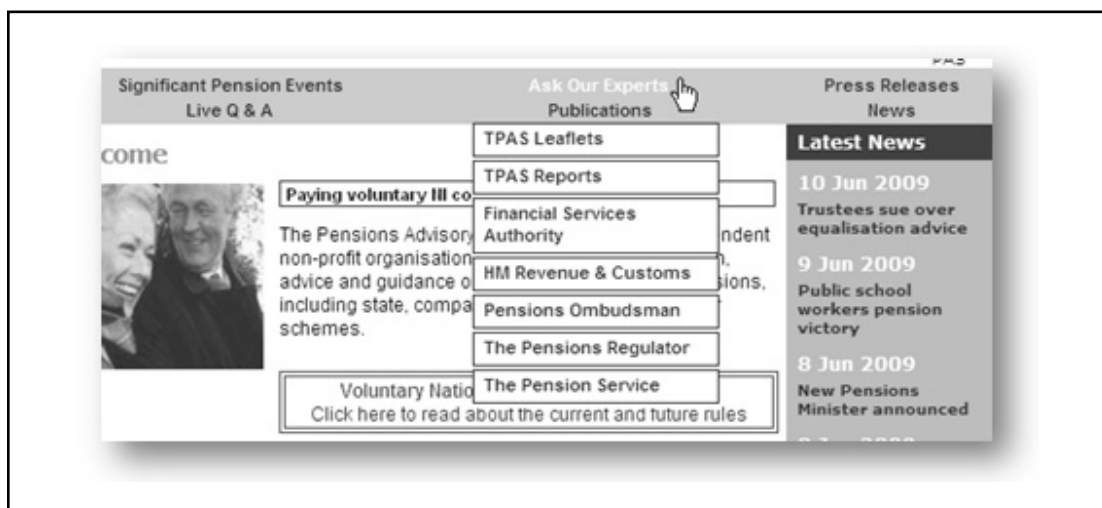 Significant Pension Events
Ask Our Experts
Press Releases
Live Q & A
Publications
News
come
Paying voluntary NI co
The Pensions Advisory
ndent
non-profit organisation
advice and guidance o
sions,
including state, compa
schemes.
Voluntary Natio
Click here to read about the current and future rules
TPAS Leaflets
TPAS Reports
Financial Services
Authority
HM Revenue & Customs
Pensions Ombudsman
The Pensions Regulator
The Pension Service
Latest News
10 Jun 2009
Trustees sue over
equalisation advice
9 Jun 2009
Public school
workers pension
victory
8 Jun 2009
New Pensions
Minister announced